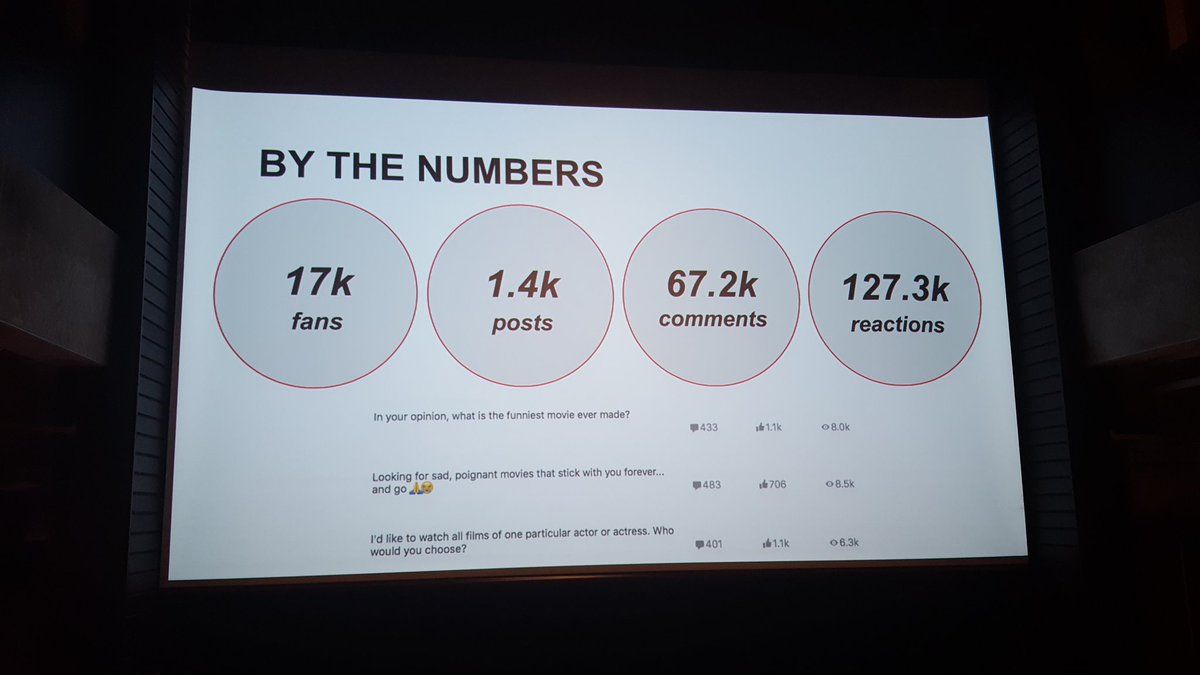 BY THE NUMBERS
17k
fans
1.4k
posts
67.2k
comments
127.3k
reactions
In your opinion, what is the funniest movie ever made?
433 1.1k 8.0k
Looking for sad, poignant movies that stick with you forever...
and go 🙏😢
483 706 8.5k
I'd like to watch all films of one particular actor or actress. Who
would you choose?
401 1.1k 6.3k